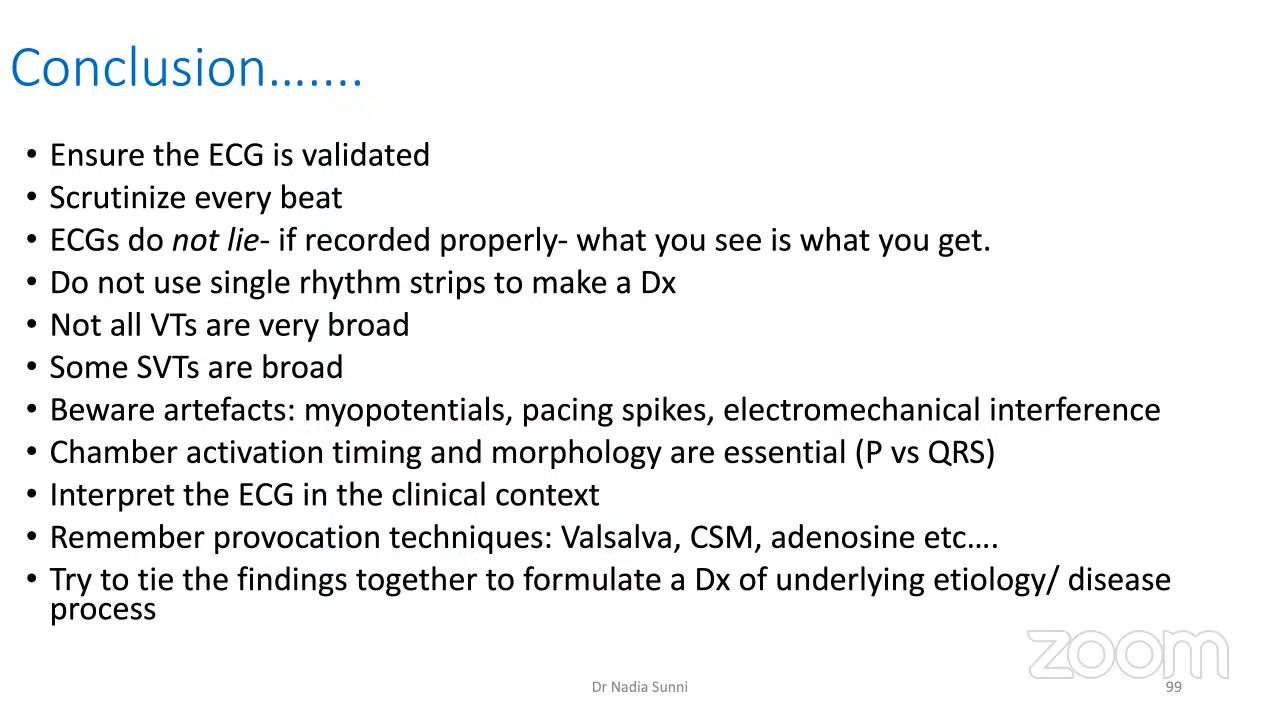 Conclusion…….
• Ensure the ECG is validated
• Scrutinize every beat
• ECGs do not lie- if recorded properly- what you see is what you get.
• Do not use single rhythm strips to make a Dx
• Not all VTs are very broad
• Some SVTs are broad
• Beware artefacts: myopotentials, pacing spikes, electromechanical interference
• Chamber activation timing and morphology are essential (P vs QRS)
• Interpret the ECG in the clinical context
• Remember provocation techniques: Valsalva, CSM, adenosine etc….
• Try to tie the findings together to formulate a Dx of underlying etiology/ disease
process
zoom
Dr Nadia Sunni
99